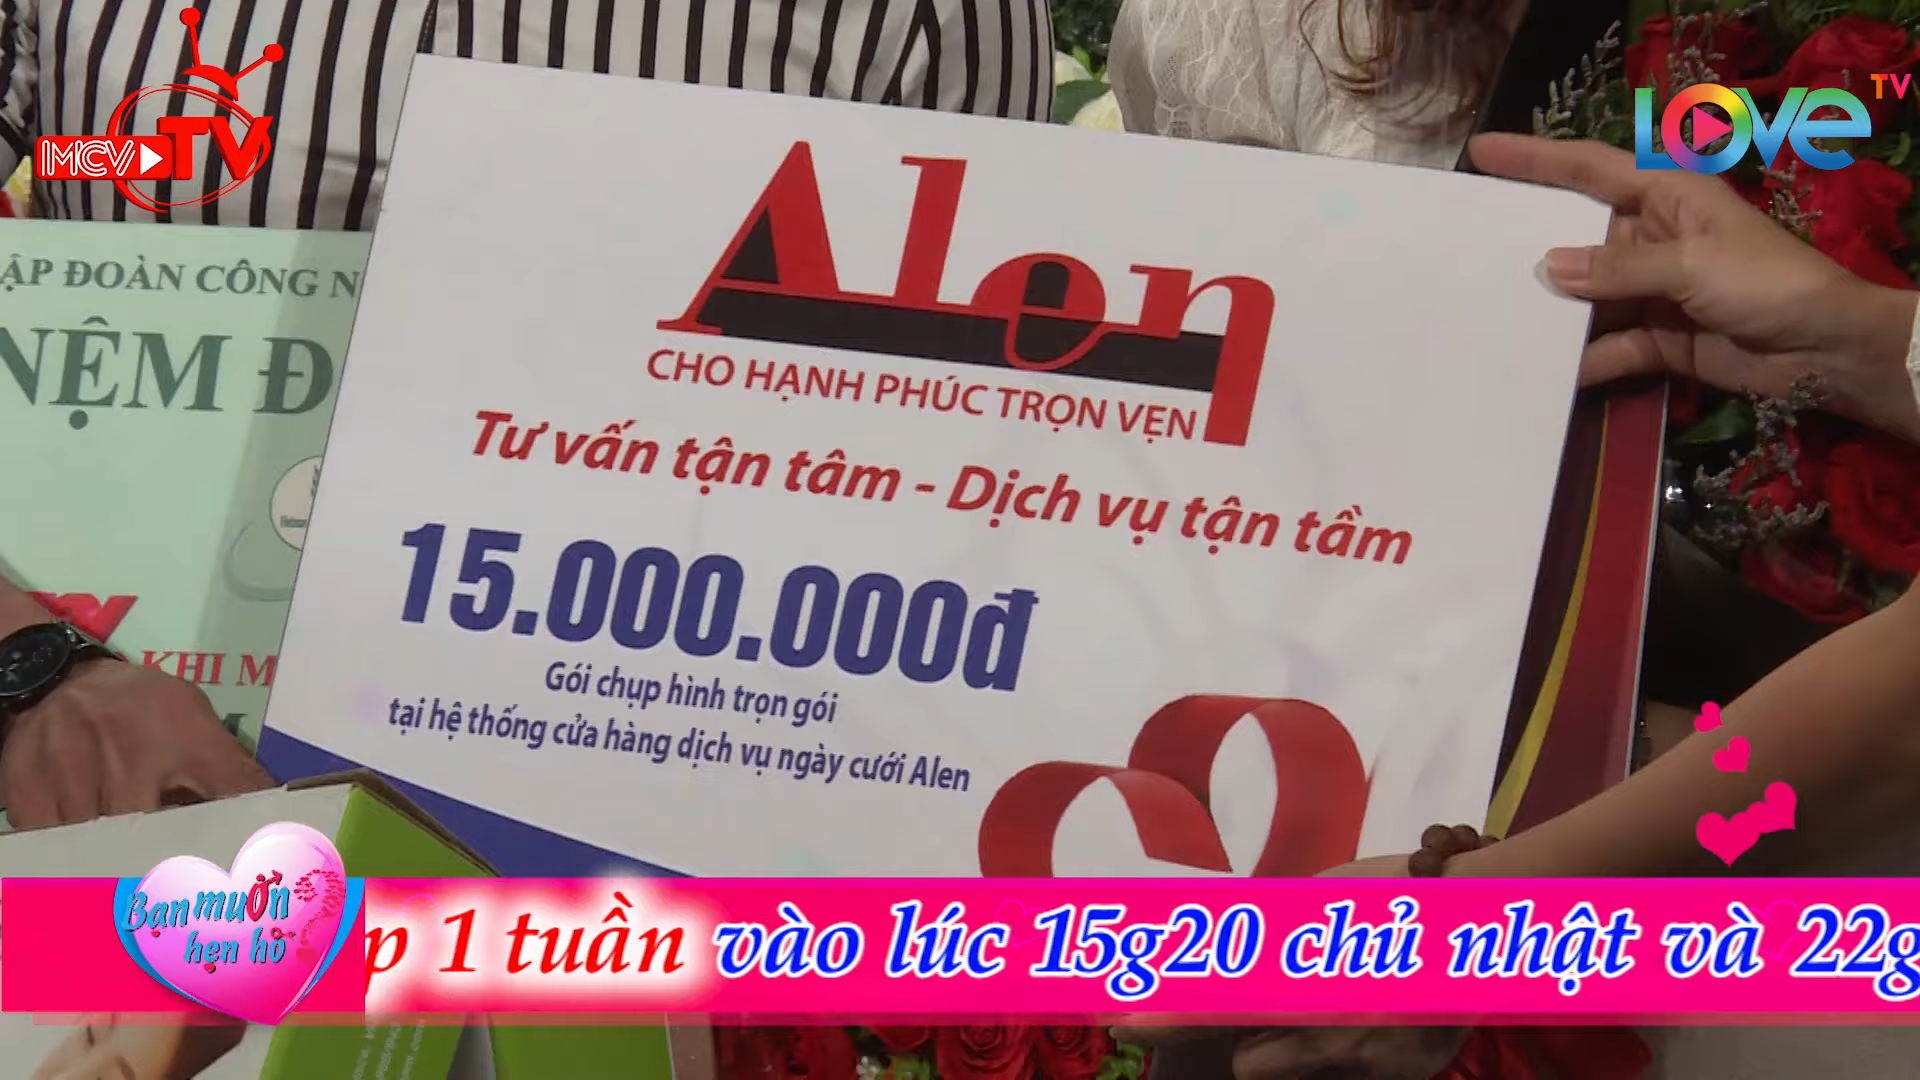 MCV TV
LOVE TV
ẬP ĐOÀN CÔNG N
NỆM Đ
KHI M
Alen
CHO HẠNH PHÚC TRỌN VẸN
Tư vấn tận tâm - Dịch vụ tận tầm
15.000.000đ
Gói chụp hình trọn gói
tại hệ thống cửa hàng dịch vụ ngày cưới Alen
Bạn muốn
hẹn hò
p 1 tuần vào lúc 15g20 chủ nhật và 22g